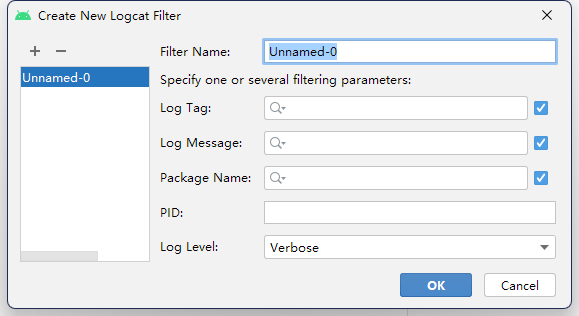 Create New Logcat Filter
Filter Name: Unnamed-0
Unnamed-0
Specify one or several filtering parameters:
Log Tag:
Log Message:
Package Name:
PID:
Log Level: Verbose
OK Cancel